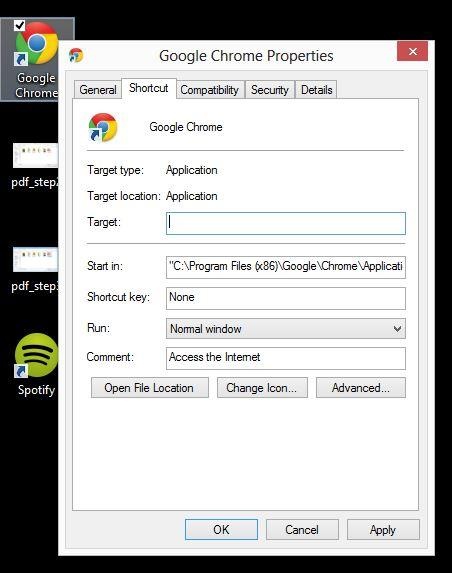 Google
Chrome
pdf_step2
pdf_step3
Spotify
Google Chrome Properties
General Shortcut Compatibility Security Details
Google Chrome
Target type: Application
Target location: Application
Target:
Start in: "C:\Program Files (x86)\Google\Chrome\Applicati
Shortcut key: None
Run: Normal window
Comment: Access the Internet
Open File Location Change Icon... Advanced...
OK Cancel Apply